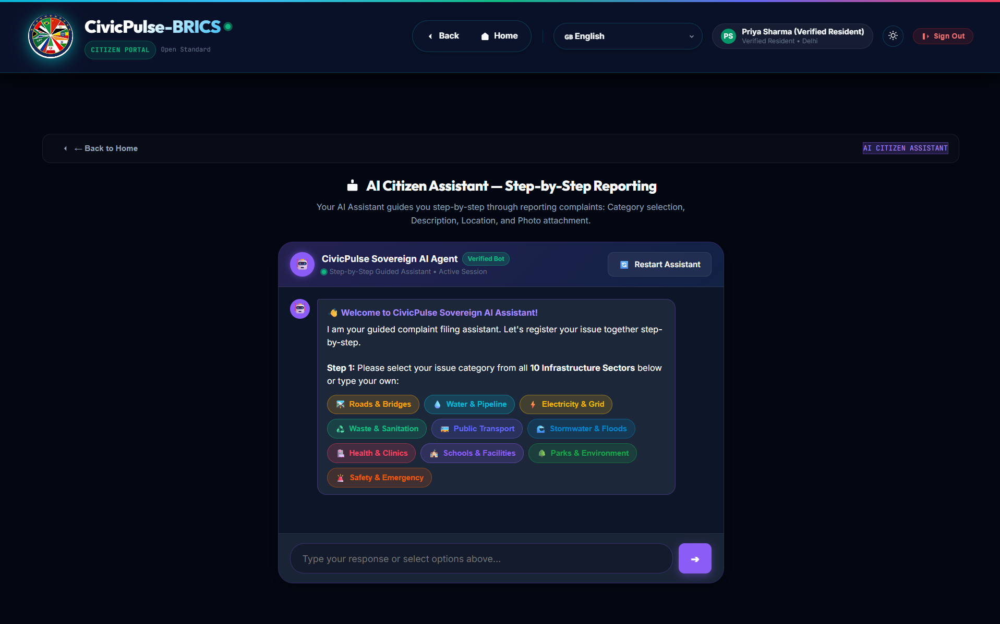 CivicPulse-BRICS
CITIZEN PORTAL
Open Standard
Back
Home
GB English
PS
Priya Sharma (Verified Resident)
Verified Resident • Delhi
Sign Out
← Back to Home
AI CITIZEN ASSISTANT
AI Citizen Assistant — Step-by-Step Reporting
Your AI Assistant guides you step-by-step through reporting complaints: Category selection,
Description, Location, and Photo attachment.
CivicPulse Sovereign AI Agent
Verified Bot
Step-by-Step Guided Assistant • Active Session
Restart Assistant
👋 Welcome to CivicPulse Sovereign AI Assistant!
I am your guided complaint filing assistant. Let's register your issue together step-
by-step.
Step 1: Please select your issue category from all 10 Infrastructure Sectors below
or type your own:
Roads & Bridges
Water & Pipeline
Electricity & Grid
Waste & Sanitation
Public Transport
Stormwater & Floods
Health & Clinics
Schools & Facilities
Parks & Environment
Safety & Emergency
Type your response or select options above...